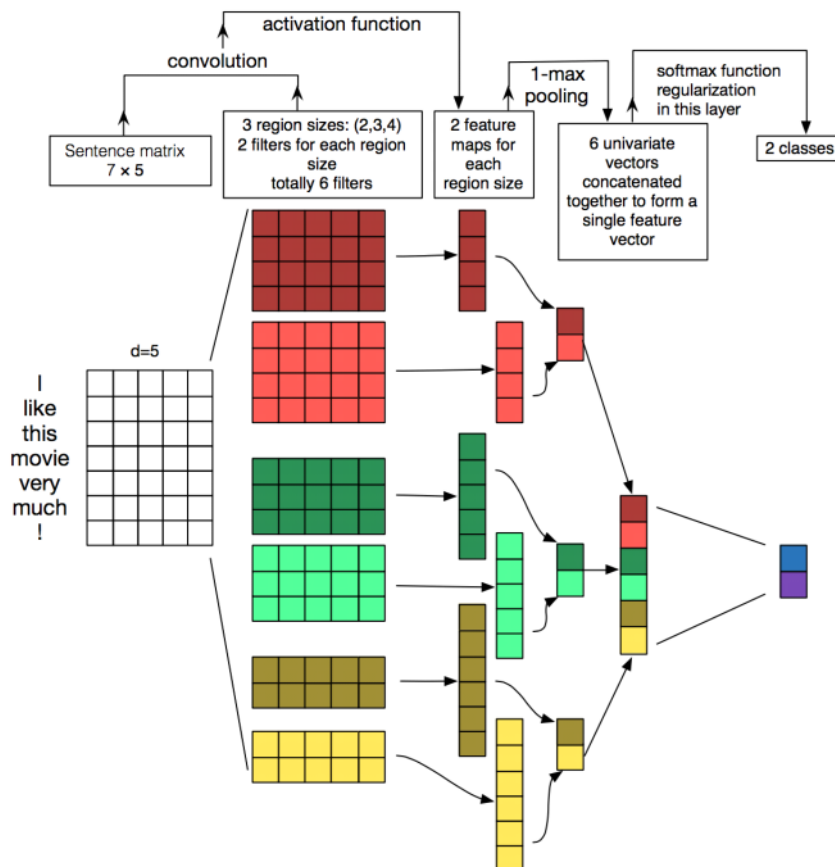 activation function
convolution
1-max
pooling
softmax function
regularization
in this layer
Sentence matrix
7 × 5
3 region sizes: (2,3,4)
2 filters for each region
size
totally 6 filters
2 feature
maps for
each
region size
6 univariate
vectors
concatenated
together to form a
single feature
vector
2 classes
d=5
I
like
this
movie
very
much
!